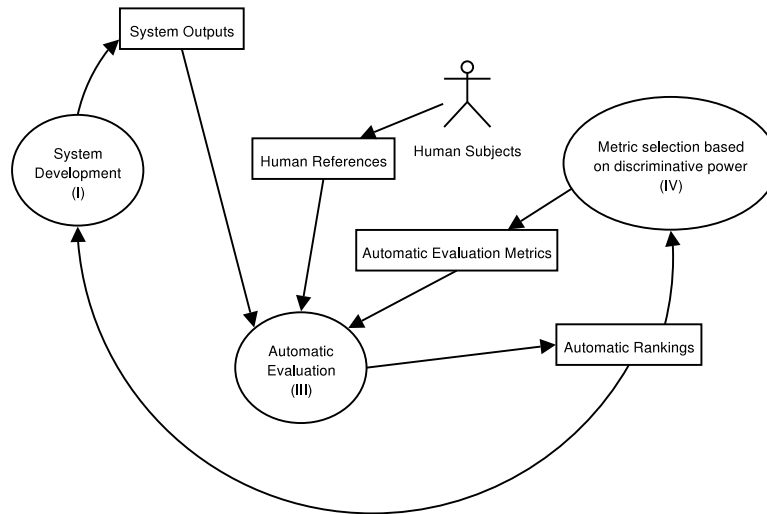 System Outputs
System
Development
(I)
Human References
Human Subjects
Metric selection based
on discriminative power
(IV)
Automatic Evaluation Metrics
Automatic
Evaluation
(III)
Automatic Rankings